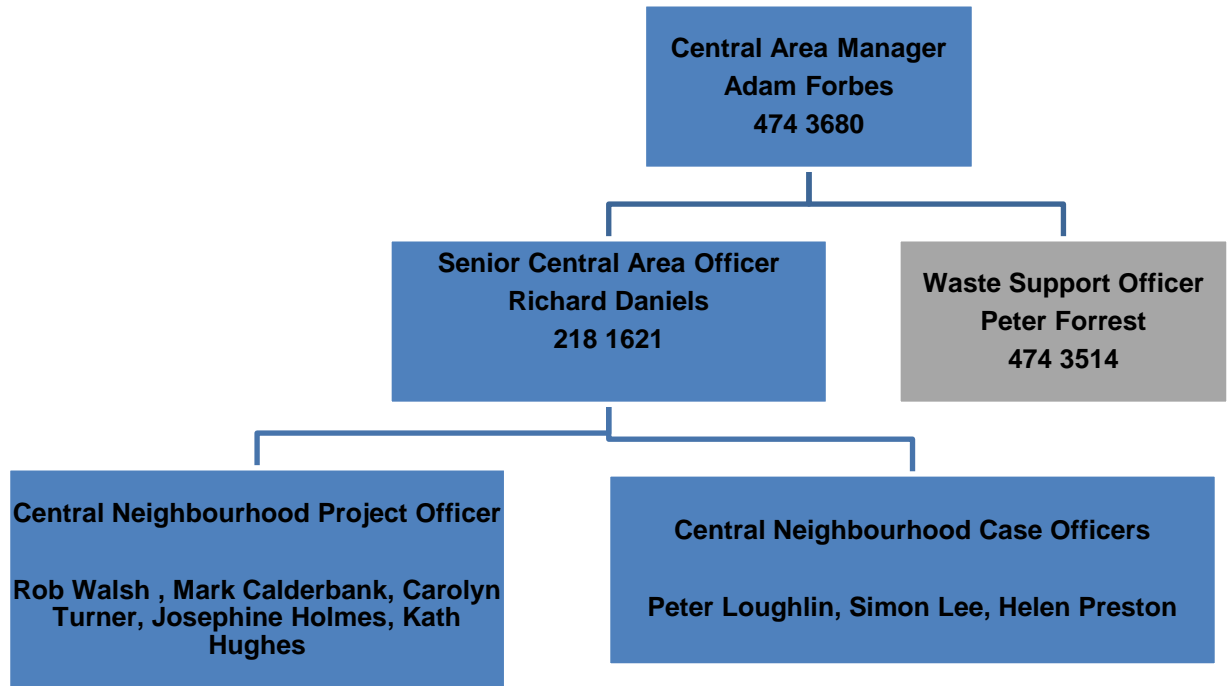 Central Area Manager
Adam Forbes
474 3680
Senior Central Area Officer
Richard Daniels
218 1621
Waste Support Officer
Peter Forrest
474 3514
Central Neighbourhood Project Officer
Rob Walsh , Mark Calderbank, Carolyn
Turner, Josephine Holmes, Kath
Hughes
Central Neighbourhood Case Officers
Peter Loughlin, Simon Lee, Helen Preston